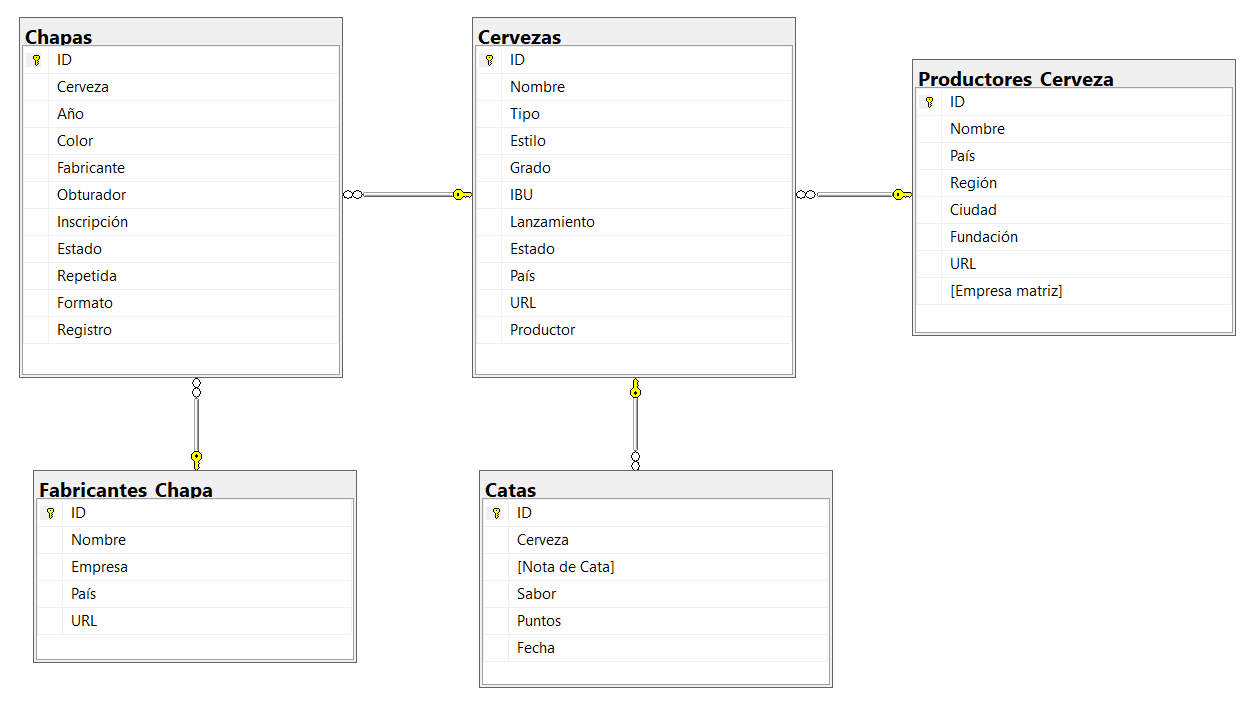 Chapas
ID
Cerveza
Año
Color
Fabricante
Obturador
Inscripción
Estado
Repetida
Formato
Registro
Cervezas
ID
Nombre
Tipo
Estilo
Grado
IBU
Lanzamiento
Estado
País
URL
Productor
Productores_Cerveza
ID
Nombre
País
Región
Ciudad
Fundación
URL
[Empresa matriz]
Fabricantes_Chapa
ID
Nombre
Empresa
País
URL
Catas
ID
Cerveza
[Nota de Cata]
Sabor
Puntos
Fecha